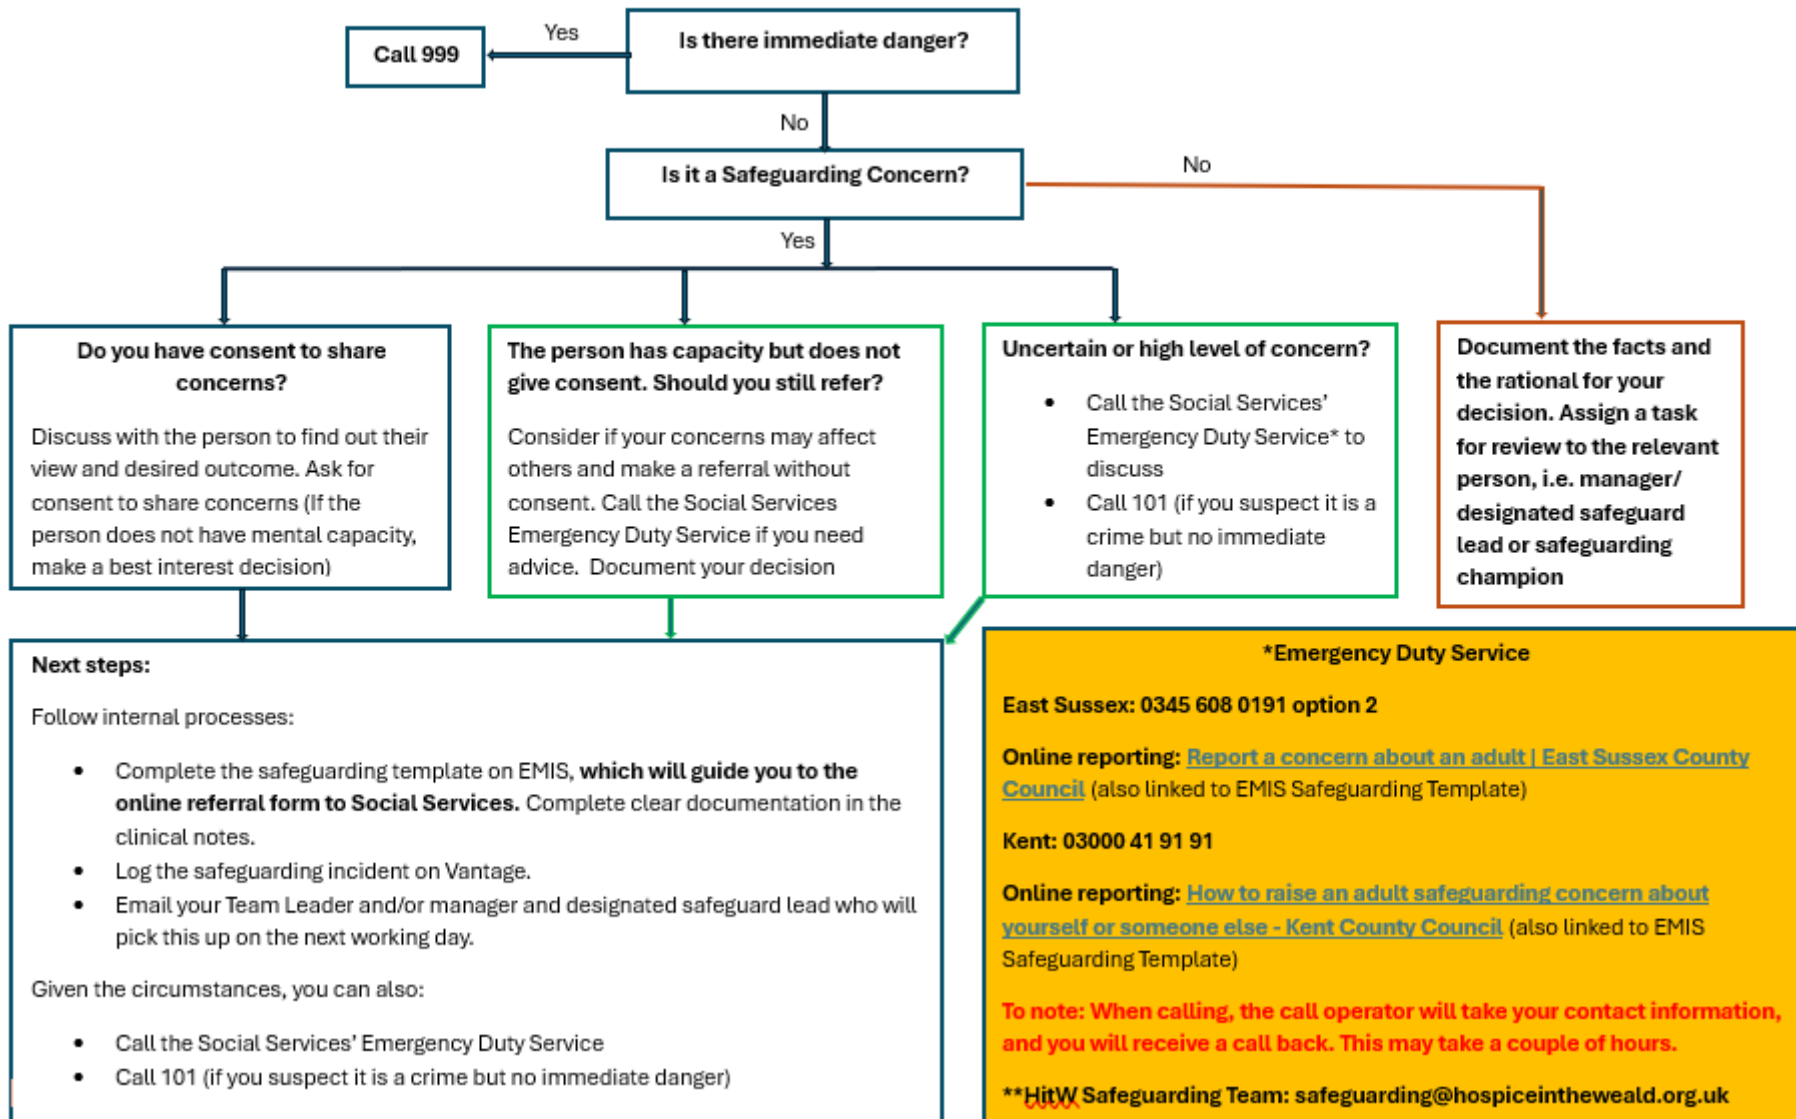 Is there immediate danger?
Yes
Call 999
No
Is it a Safeguarding Concern?
No
Yes
Do you have consent to share
concerns?
Discuss with the person to find out their
view and desired outcome. Ask for
consent to share concerns (If the
person does not have mental capacity,
make a best interest decision)
The person has capacity but does not
give consent. Should you still refer?
Consider if your concerns may affect
others and make a referral without
consent. Call the Social Services
Emergency Duty Service if you need
advice. Document your decision
Uncertain or high level of concern?
• Call the Social Services'
Emergency Duty Service* to
discuss
• Call 101 (if you suspect it is a
crime but no immediate
danger)
Document the facts and
the rational for your
decision. Assign a task
for review to the relevant
person, i.e. manager/
designated safeguard
lead or safeguarding
champion
Next steps:
Follow internal processes:
• Complete the safeguarding template on EMIS, which will guide you to the
online referral form to Social Services. Complete clear documentation in the
clinical notes.
• Log the safeguarding incident on Vantage.
• Email your Team Leader and/or manager and designated safeguard lead who will
pick this up on the next working day.
Given the circumstances, you can also:
• Call the Social Services' Emergency Duty Service
• Call 101 (if you suspect it is a crime but no immediate danger)
*Emergency Duty Service
East Sussex: 0345 608 0191 option 2
Online reporting: Report a concern about an adult | East Sussex County
Council (also linked to EMIS Safeguarding Template)
Kent: 03000 41 91 91
Online reporting: How to raise an adult safeguarding concern about
yourself or someone else - Kent County Council (also linked to EMIS
Safeguarding Template)
To note: When calling, the call operator will take your contact information,
and you will receive a call back. This may take a couple of hours.
**HitW Safeguarding Team: safeguarding@hospiceintheweald.org.uk